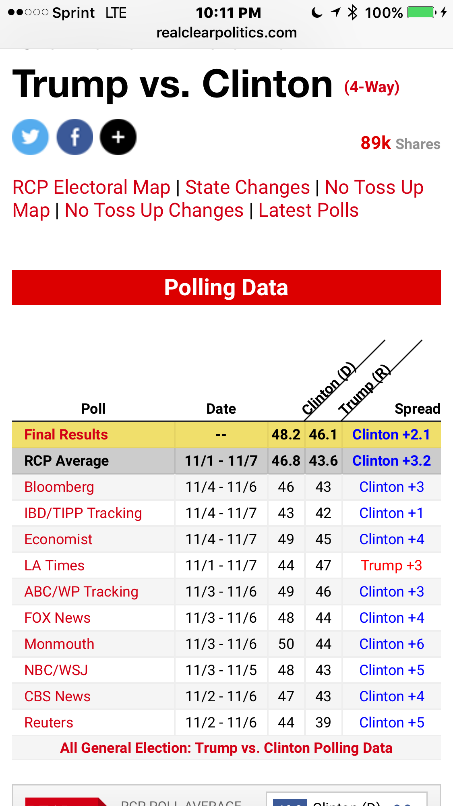 Sprint LTE 10:11 PM 100%
realclearpolitics.com
Trump vs. Clinton (4-Way)
89k Shares
RCP Electoral Map | State Changes | No Toss Up
Map | No Toss Up Changes | Latest Polls
Polling Data
Poll Date Clinton (D) Trump (R) Spread
Final Results -- 48.2 46.1 Clinton +2.1
RCP Average 11/1 - 11/7 46.8 43.6 Clinton +3.2
Bloomberg 11/4 - 11/6 46 43 Clinton +3
IBD/TIPP Tracking 11/4 - 11/7 43 42 Clinton +1
Economist 11/4 - 11/7 49 45 Clinton +4
LA Times 11/1 - 11/7 44 47 Trump +3
ABC/WP Tracking 11/3 - 11/6 49 46 Clinton +3
FOX News 11/3 - 11/6 48 44 Clinton +4
Monmouth 11/3 - 11/6 50 44 Clinton +6
NBC/WSJ 11/3 - 11/5 48 43 Clinton +5
CBS News 11/2 - 11/6 47 43 Clinton +4
Reuters 11/2 - 11/6 44 39 Clinton +5
All General Election: Trump vs. Clinton Polling Data
RCP POLL AVERAGE Clinton (D)